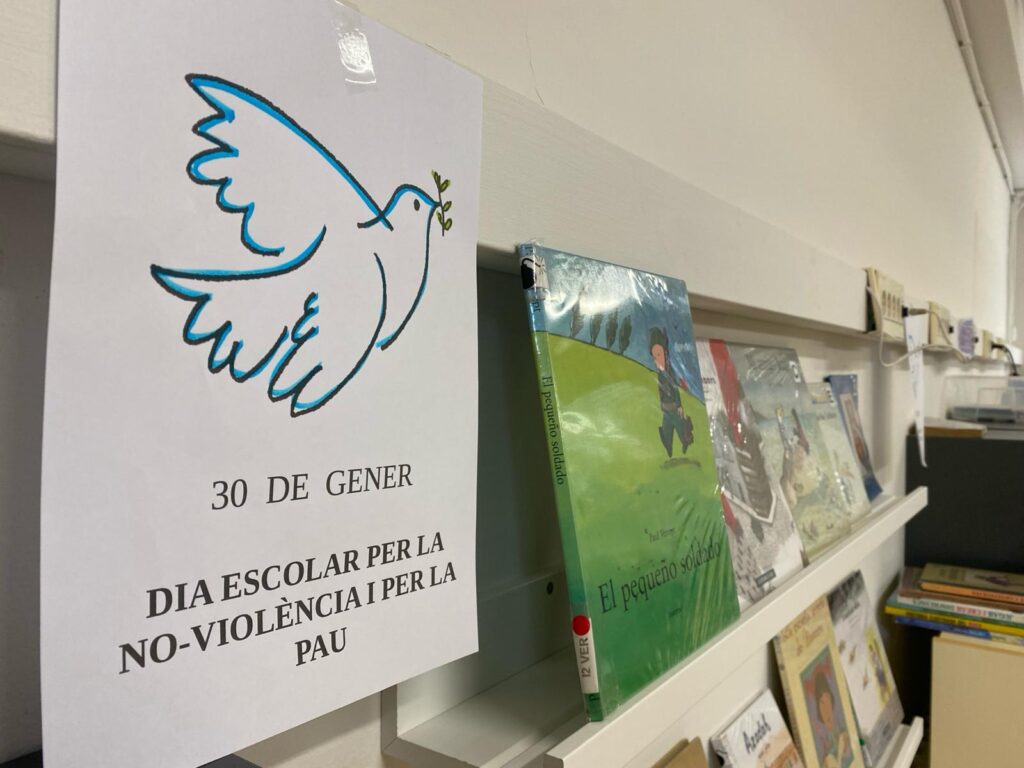 30 DE GENER
DIA ESCOLAR PER LA
NO-VIOLÈNCIA I PER LA
PAU
El pequeño soldado
Paul Verrept
El pequeño soldado
12 VER